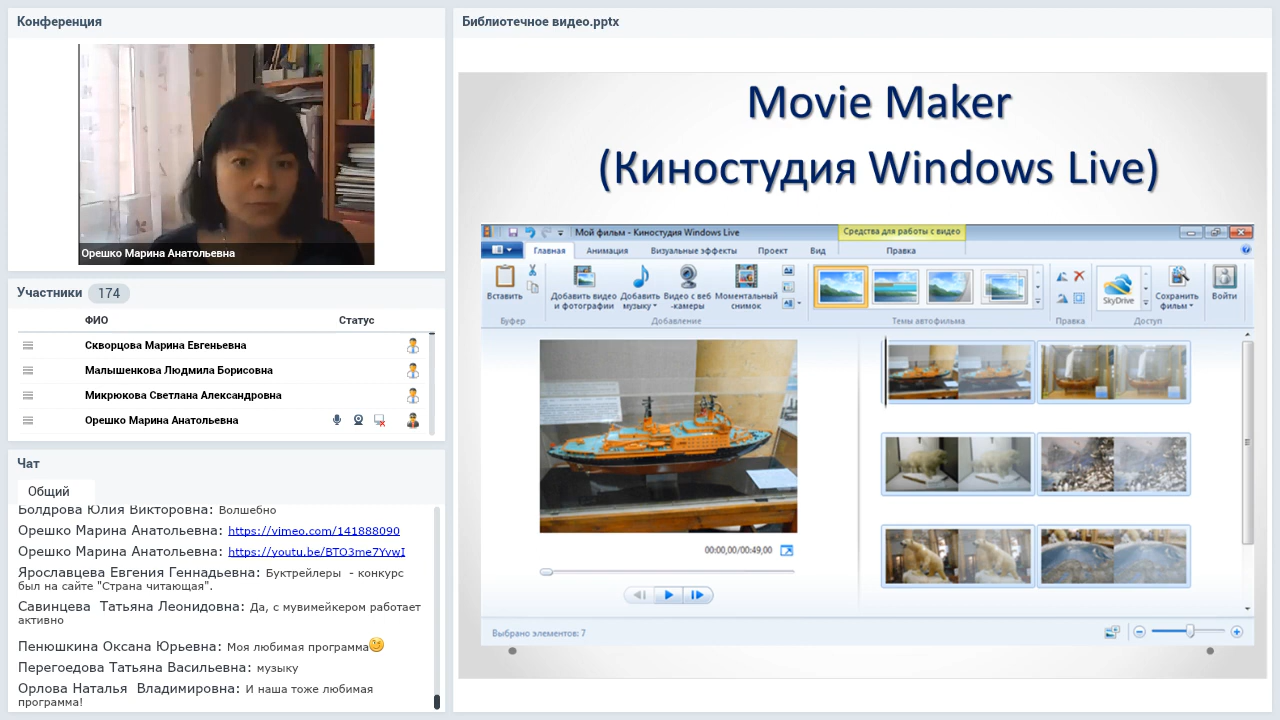 Конференция
Орешко Марина Анатольевна
Участники 174
ФИО Статус
Скворцова Марина Евгеньевна
Малышенкова Людмила Борисовна
Микрюкова Светлана Александровна
Орешко Марина Анатольевна
Чат
Общий
Болдрова Юлия Викторовна: Волшебно
Орешко Марина Анатольевна: https://vimeo.com/141888090
Орешко Марина Анатольевна: https://youtu.be/BTO3me7YvwI
Ярославцева Евгения Геннадьевна: Буктрейлеры - конкурс
был на сайте "Страна читающая".
Савинцева Татьяна Леонидовна: Да, с мувимейкером работает
активно
Пенюшкина Оксана Юрьевна: Моя любимая программа
Перегоедова Татьяна Васильевна: музыку
Орлова Наталья Владимировна: И наша тоже любимая
программа!
Библиотечное видео.pptx
Movie Maker
(Киностудия Windows Live)
Мой фильм - Киностудия Windows Live
Средства для работы с видео
Главная Анимация Визуальные эффекты Проект Вид Правка
Вставить
Добавить видео
и фотографии
Добавить
музыку
Видео с веб
-камеры
Моментальный
снимок
SkyDrive
Сохранить
фильм
Войти
Буфер Добавление Темы автофильма Правка Доступ
00:00,00/00:49,00
Выбрано элементов: 7